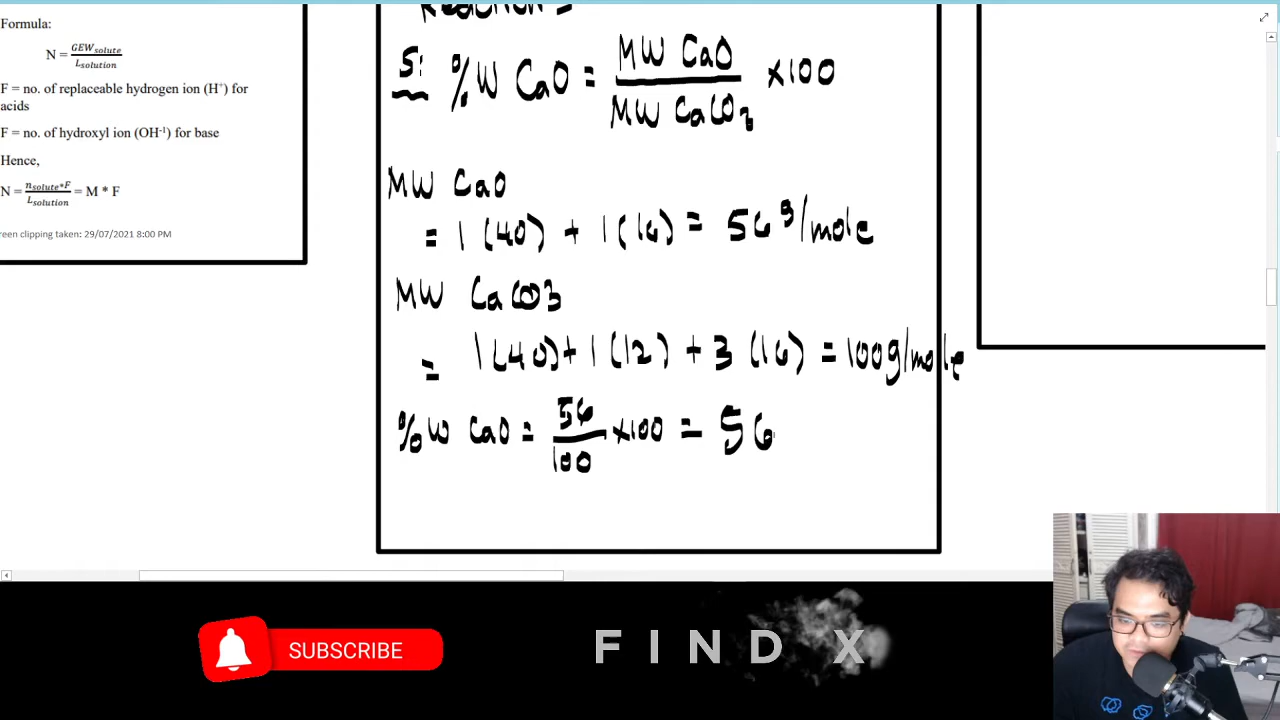 Formula:
N = GEWsolute / Lsolution
F = no. of replaceable hydrogen ion (H+) for
acids
F = no. of hydroxyl ion (OH-1) for base
Hence,
N = nsolute*F / Lsolution = M * F
reen clipping taken: 29/07/2021 8:00 PM
Reaction =
S: %W CaO = MW CaO / MW CaCO3 x100
MW CaO
= 1(40) + 1(16) = 56 g/mole
MW CaCO3
= 1(40) + 1(12) + 3(16) = 100g/mole
%W CaO = 56/100 x100 = 56
SUBSCRIBE
FIND X